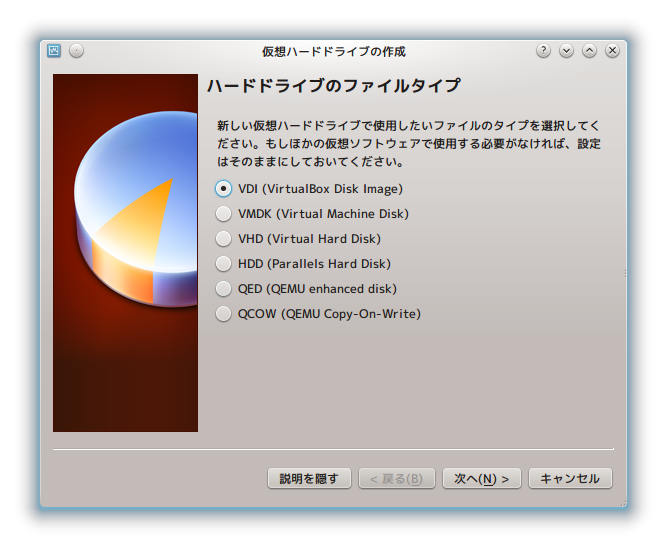 仮想ハードドライブの作成
ハードドライブのファイルタイプ
新しい仮想ハードドライブで使用したいファイルのタイプを選択してく
ださい。もしほかの仮想ソフトウェアで使用する必要がなければ、設定
はそのままにしておいてください。
VDI (VirtualBox Disk Image)
VMDK (Virtual Machine Disk)
VHD (Virtual Hard Disk)
HDD (Parallels Hard Disk)
QED (QEMU enhanced disk)
QCOW (QEMU Copy-On-Write)
説明を隠す < 戻る(B) 次へ(N) > キャンセル